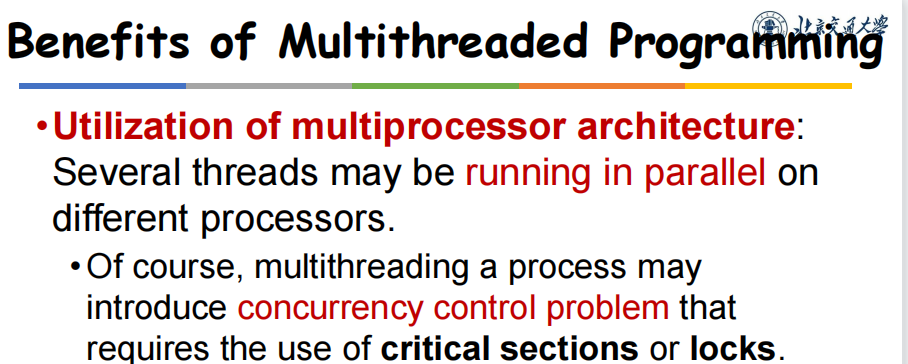 Benefits of Multithreaded Programming
北京交通大学
•Utilization of multiprocessor architecture:
Several threads may be running in parallel on
different processors.
•Of course, multithreading a process may
introduce concurrency control problem that
requires the use of critical sections or locks.